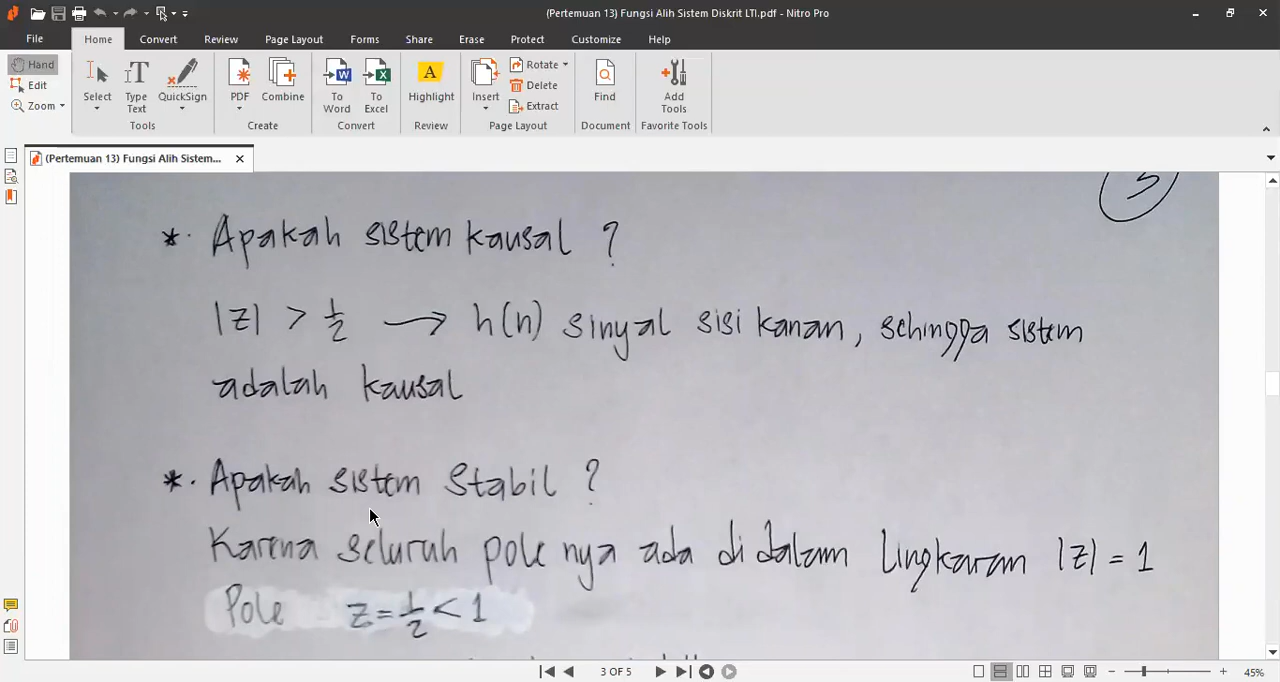 (Pertemuan 13) Fungsi Alih Sistem Diskrit LTI.pdf - Nitro Pro
File Home Convert Review Page Layout Forms Share Erase Protect Customize Help
Hand
Edit
Zoom
Select
Type Text
QuickSign
Tools
PDF
Combine
Create
To Word
To Excel
Convert
Highlight
Review
Insert
Rotate
Delete
Extract
Page Layout
Find
Document
Add Tools
Favorite Tools
(Pertemuan 13) Fungsi Alih Sistem...
*. Apakah sistem kausal ?
|z| > 1/2 → h(n) sinyal sisi kanan, sehingga sistem
adalah kausal
*. Apakah sistem stabil ?
Karena seluruh pole nya ada di dalam lingkaran |z| = 1
Pole z = 1/2 < 1
3 OF 5
45%